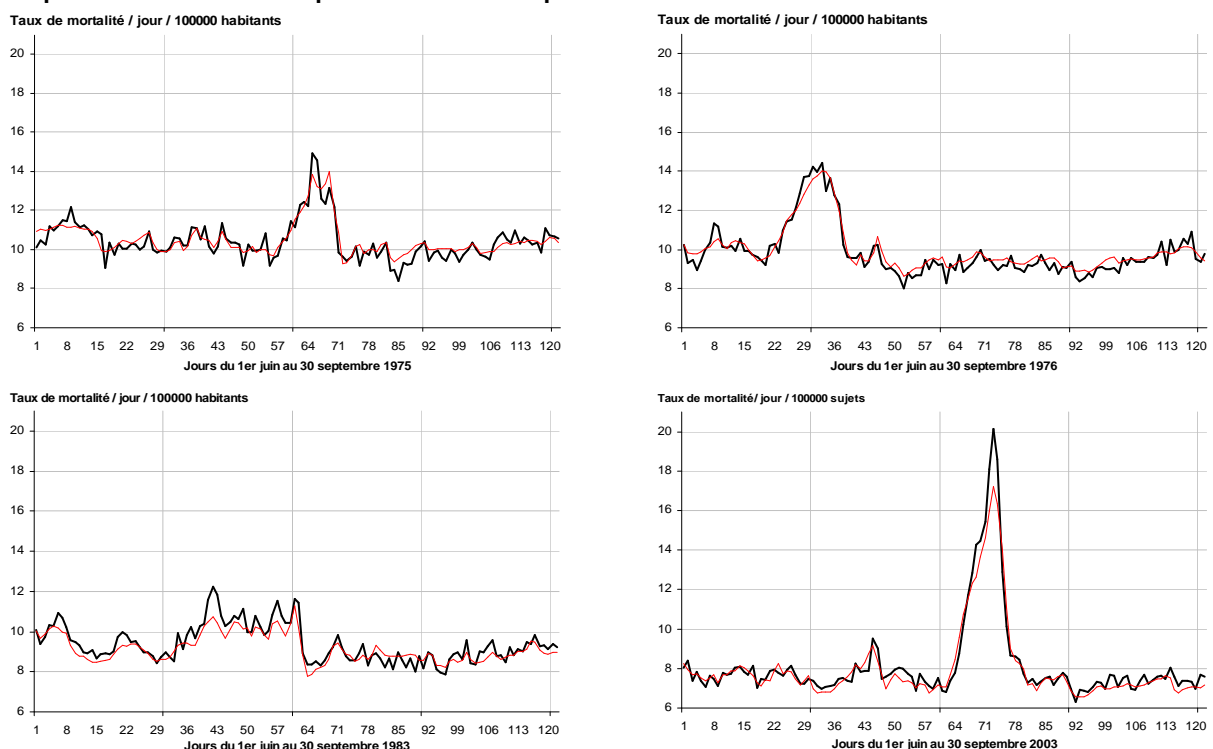 Taux de mortalité / jour / 100000 habitants
20
18
16
14
12
10
8
6
1 8 15 22 29 36 43 50 57 64 71 78 85 92 99 106 113 120
Jours du 1er juin au 30 septembre 1975
Taux de mortalité / jour / 100000 habitants
20
18
16
14
12
10
8
6
1 8 15 22 29 36 43 50 57 64 71 78 85 92 99 106 113 120
Jours du 1er juin au 30 septembre 1976
Taux de mortalité / jour / 100000 habitants
20
18
16
14
12
10
8
6
1 8 15 22 29 36 43 50 57 64 71 78 85 92 99 106 113 120
Jours du 1er juin au 30 septembre 1983
Taux de mortalité/ jour / 100000 sujets
20
18
16
14
12
10
8
6
1 8 15 22 29 36 43 50 57 64 71 78 85 92 99 106 113 120
Jours du 1er juin au 30 septembre 2003